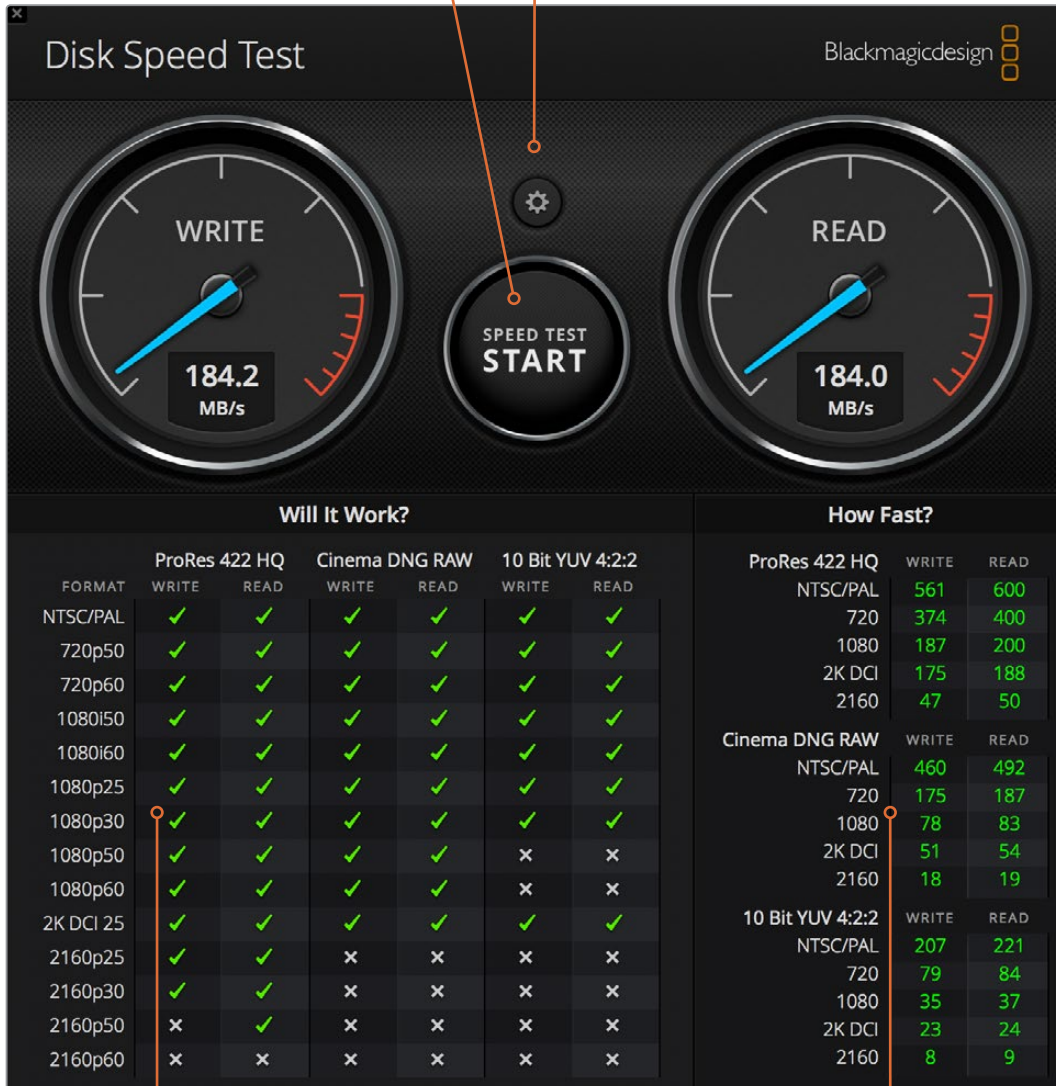 Disk Speed Test
Blackmagicdesign
WRITE
184.2
MB/s
SPEED TEST
START
READ
184.0
MB/s
Will It Work?
ProRes 422 HQ Cinema DNG RAW 10 Bit YUV 4:2:2
FORMAT WRITE READ WRITE READ WRITE READ
NTSC/PAL
720p50
720p60
1080i50
1080i60
1080p25
1080p30
1080p50
1080p60
2K DCI 25
2160p25
2160p30
2160p50
2160p60
How Fast?
ProRes 422 HQ WRITE READ
NTSC/PAL 561 600
720 374 400
1080 187 200
2K DCI 175 188
2160 47 50
Cinema DNG RAW WRITE READ
NTSC/PAL 460 492
720 175 187
1080 78 83
2K DCI 51 54
2160 18 19
10 Bit YUV 4:2:2 WRITE READ
NTSC/PAL 207 221
720 79 84
1080 35 37
2K DCI 23 24
2160 8 9